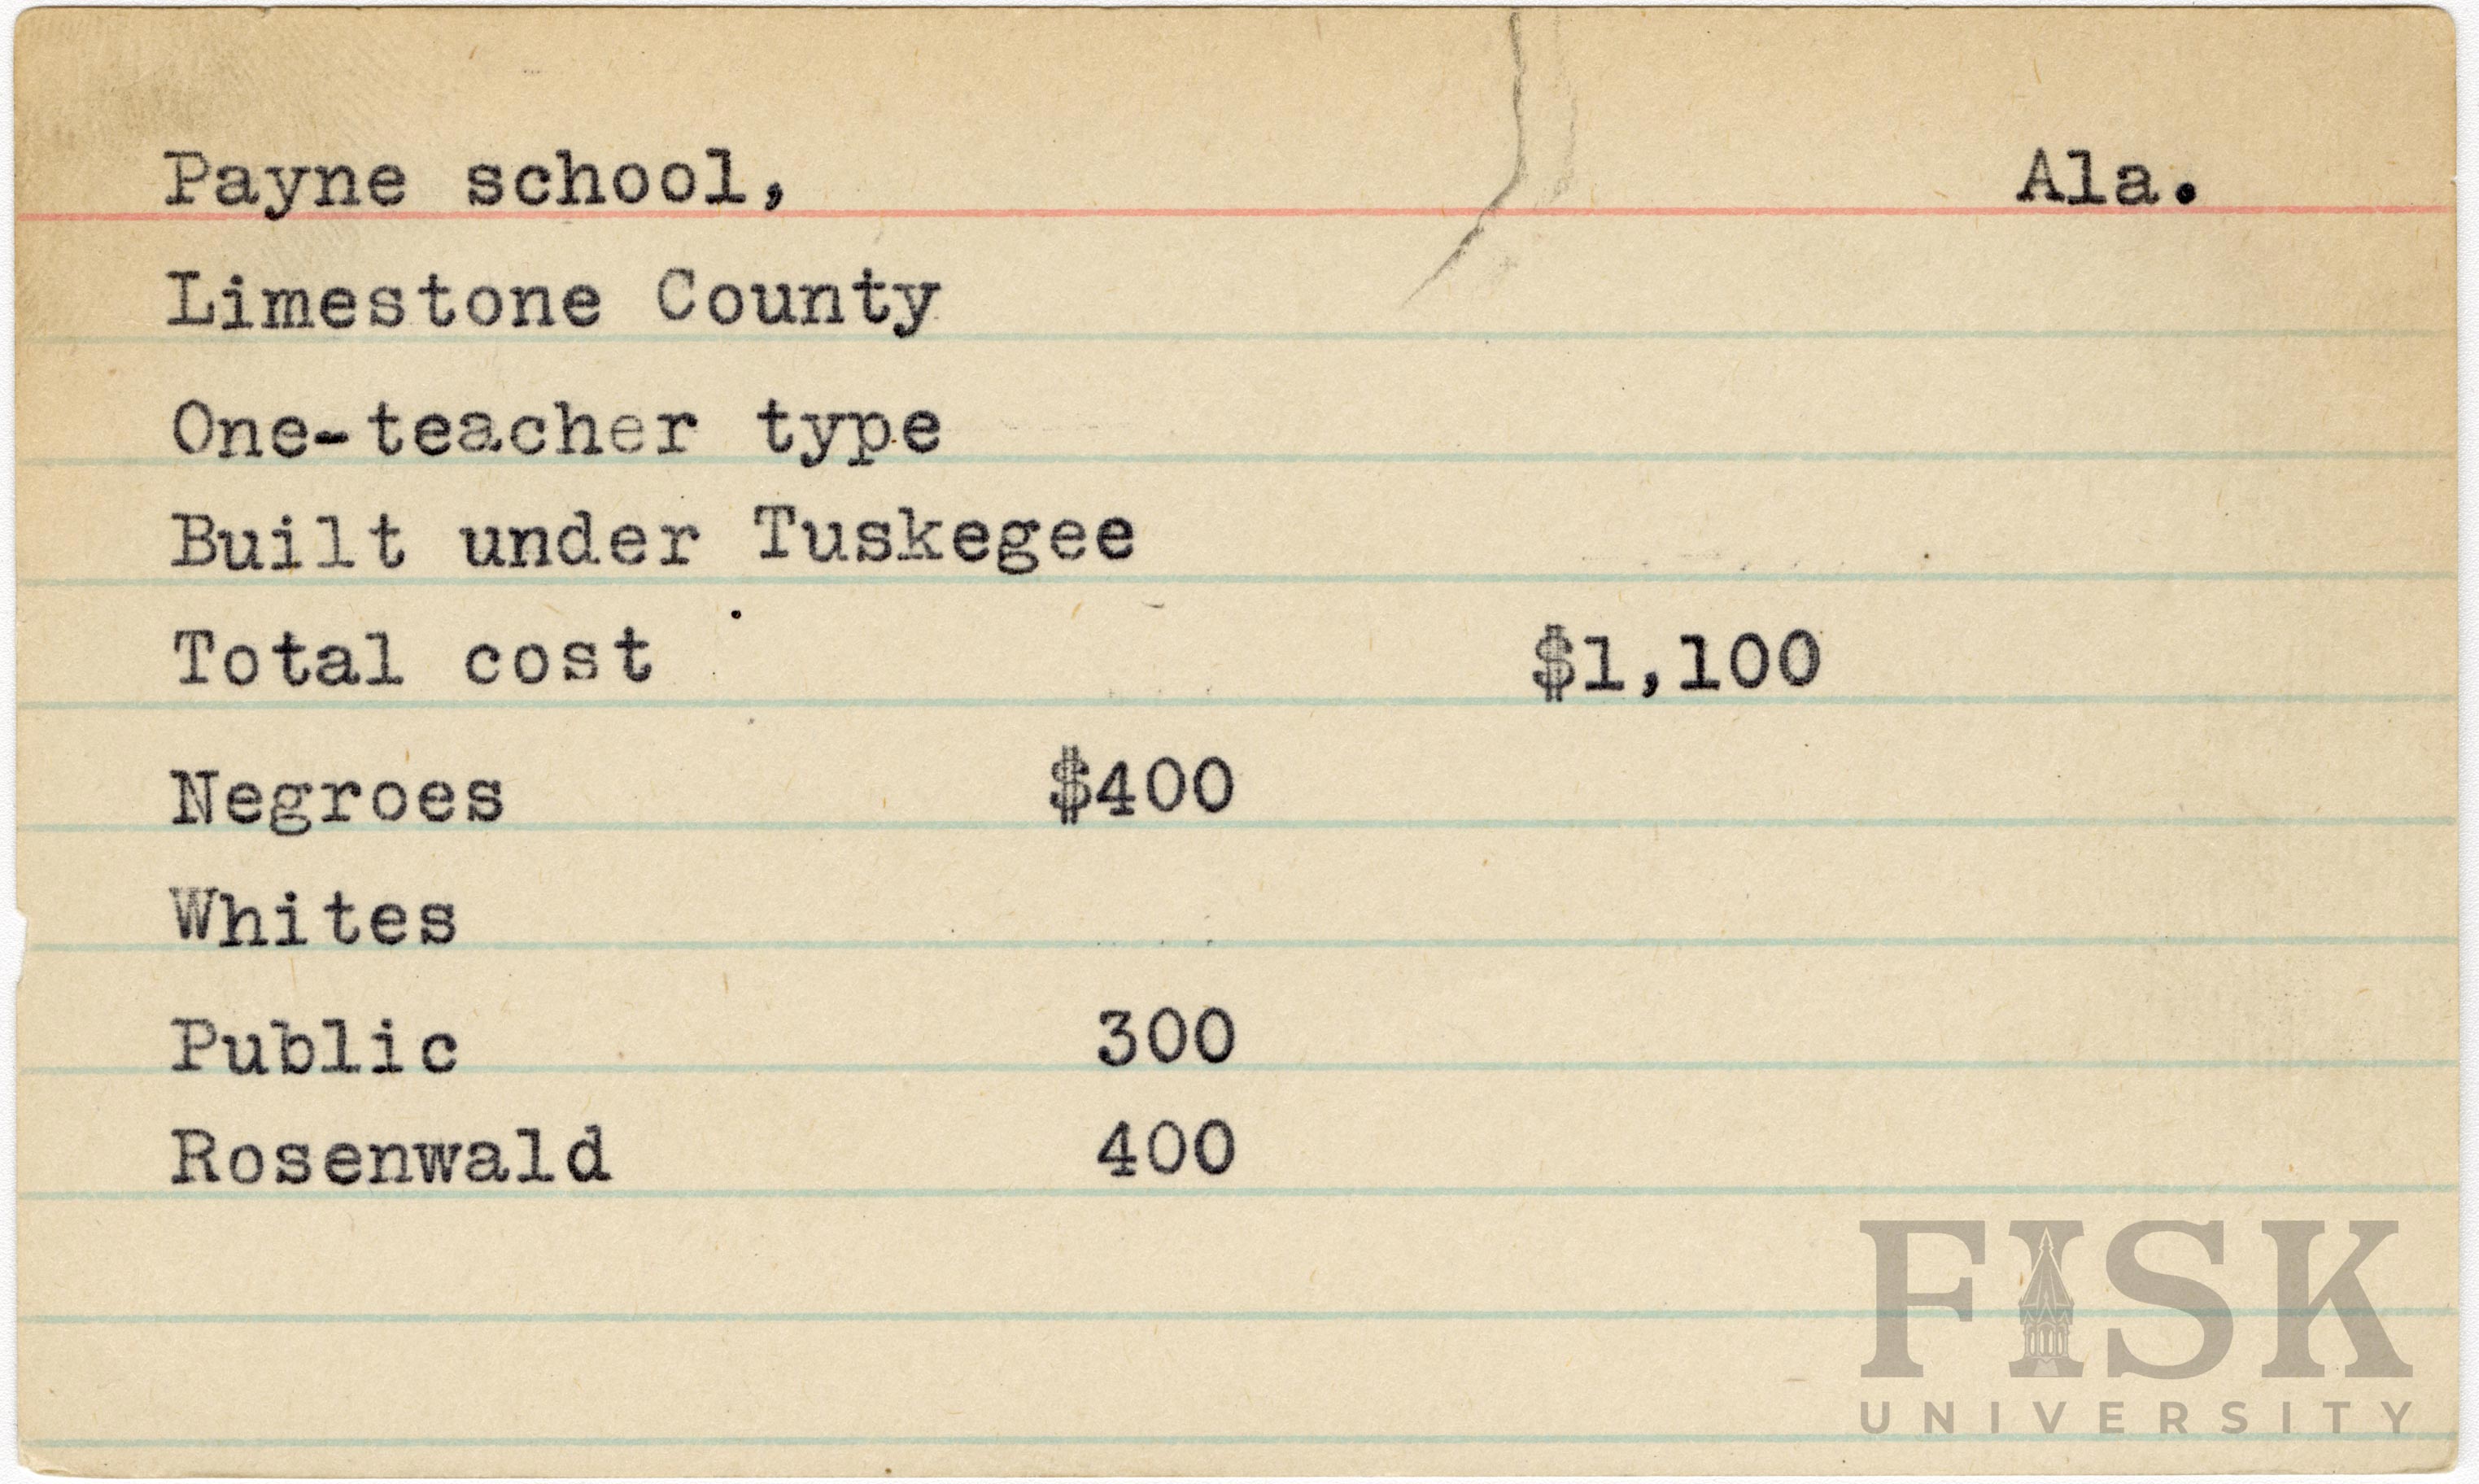 Payne school, Ala.
Limestone County
One-teacher type
Built under Tuskegee
Total cost $1,100
Negroes $400
Whites
Public 300
Rosenwald 400
FISK
UNIVERSITY